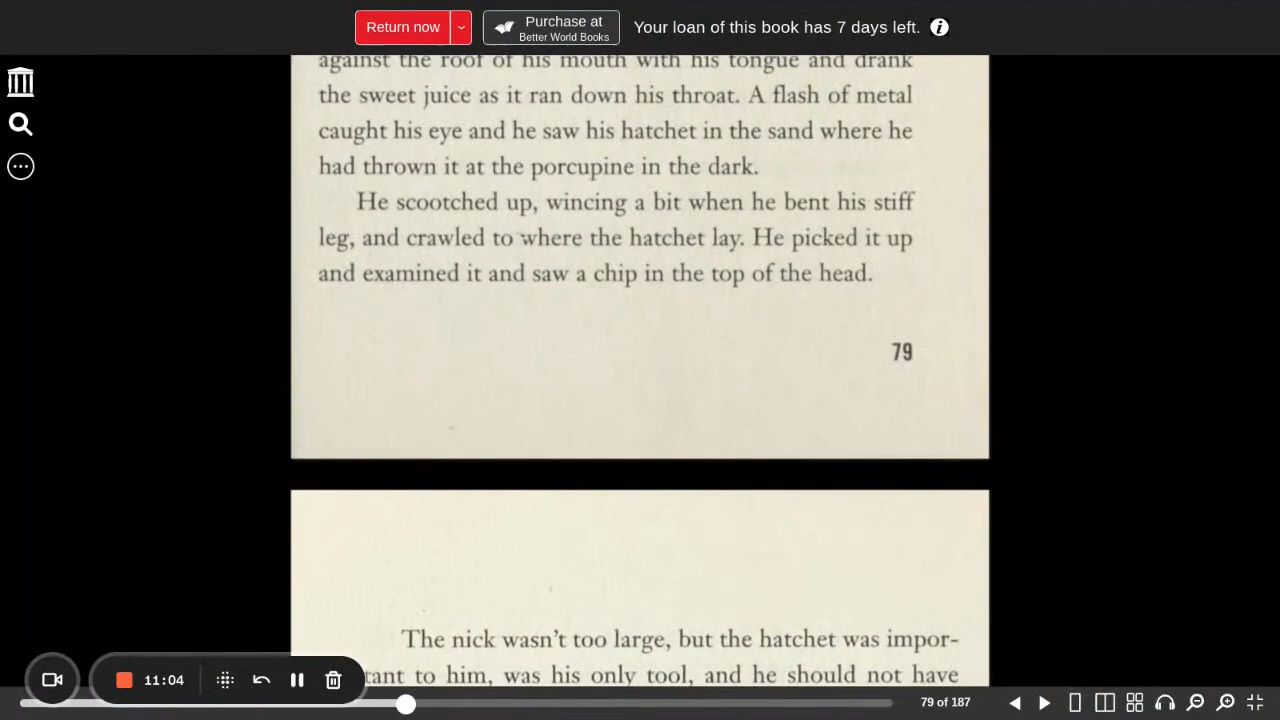 Return now
Purchase at
Better World Books
Your loan of this book has 7 days left.
against the roof of his mouth with his tongue and drank
the sweet juice as it ran down his throat. A flash of metal
caught his eye and he saw his hatchet in the sand where he
had thrown it at the porcupine in the dark.
He scootched up, wincing a bit when he bent his stiff
leg, and crawled to where the hatchet lay. He picked it up
and examined it and saw a chip in the top of the head.
79
The nick wasn't too large, but the hatchet was impor-
tant to him, was his only tool, and he should not have
11:04
79 of 187